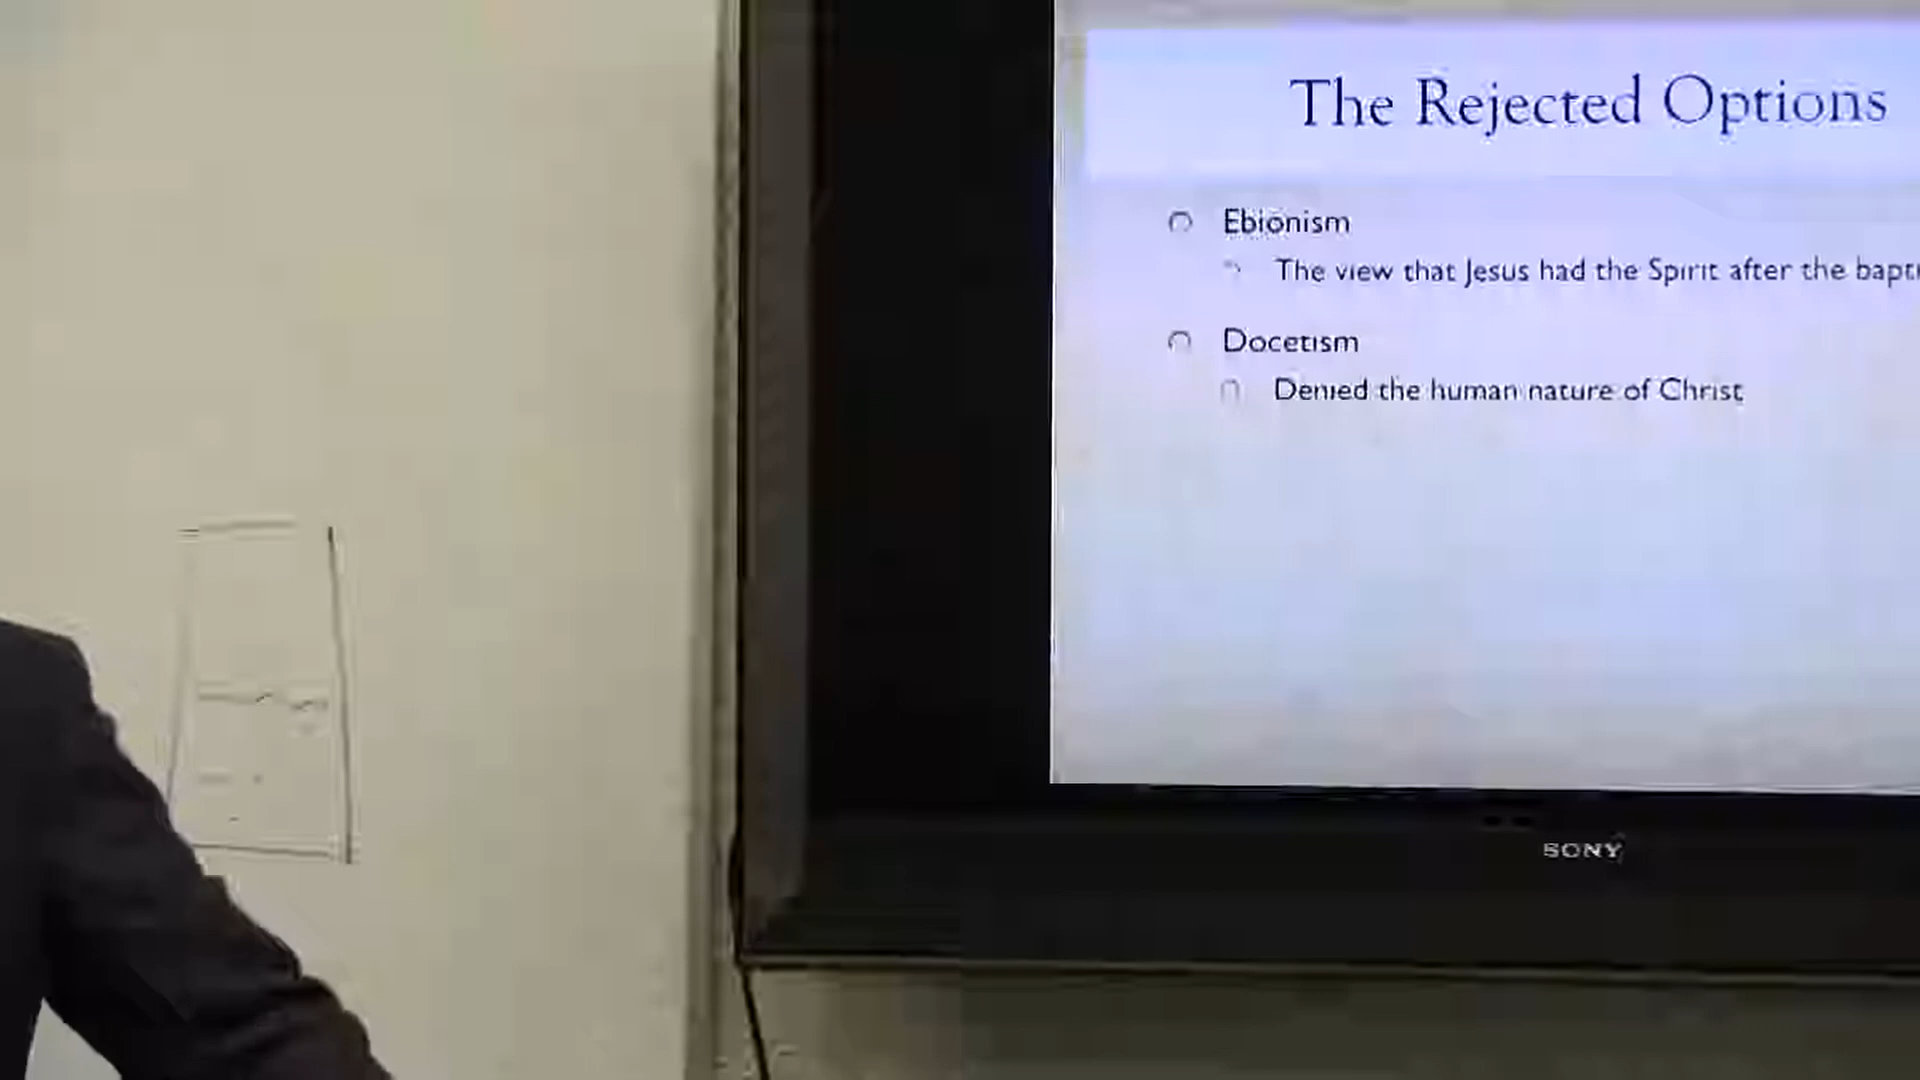 The Rejected Options
Ebionism
The view that Jesus had the Spirit after the
Docetism
Denied the human nature of Christ
SONY